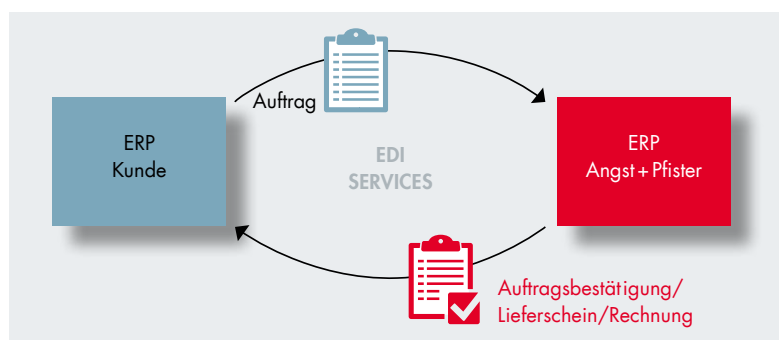 Auftrag
ERP
Kunde
EDI
SERVICES
ERP
Angst + Pfister
Auftragsbestätigung/
Lieferschein/Rechnung